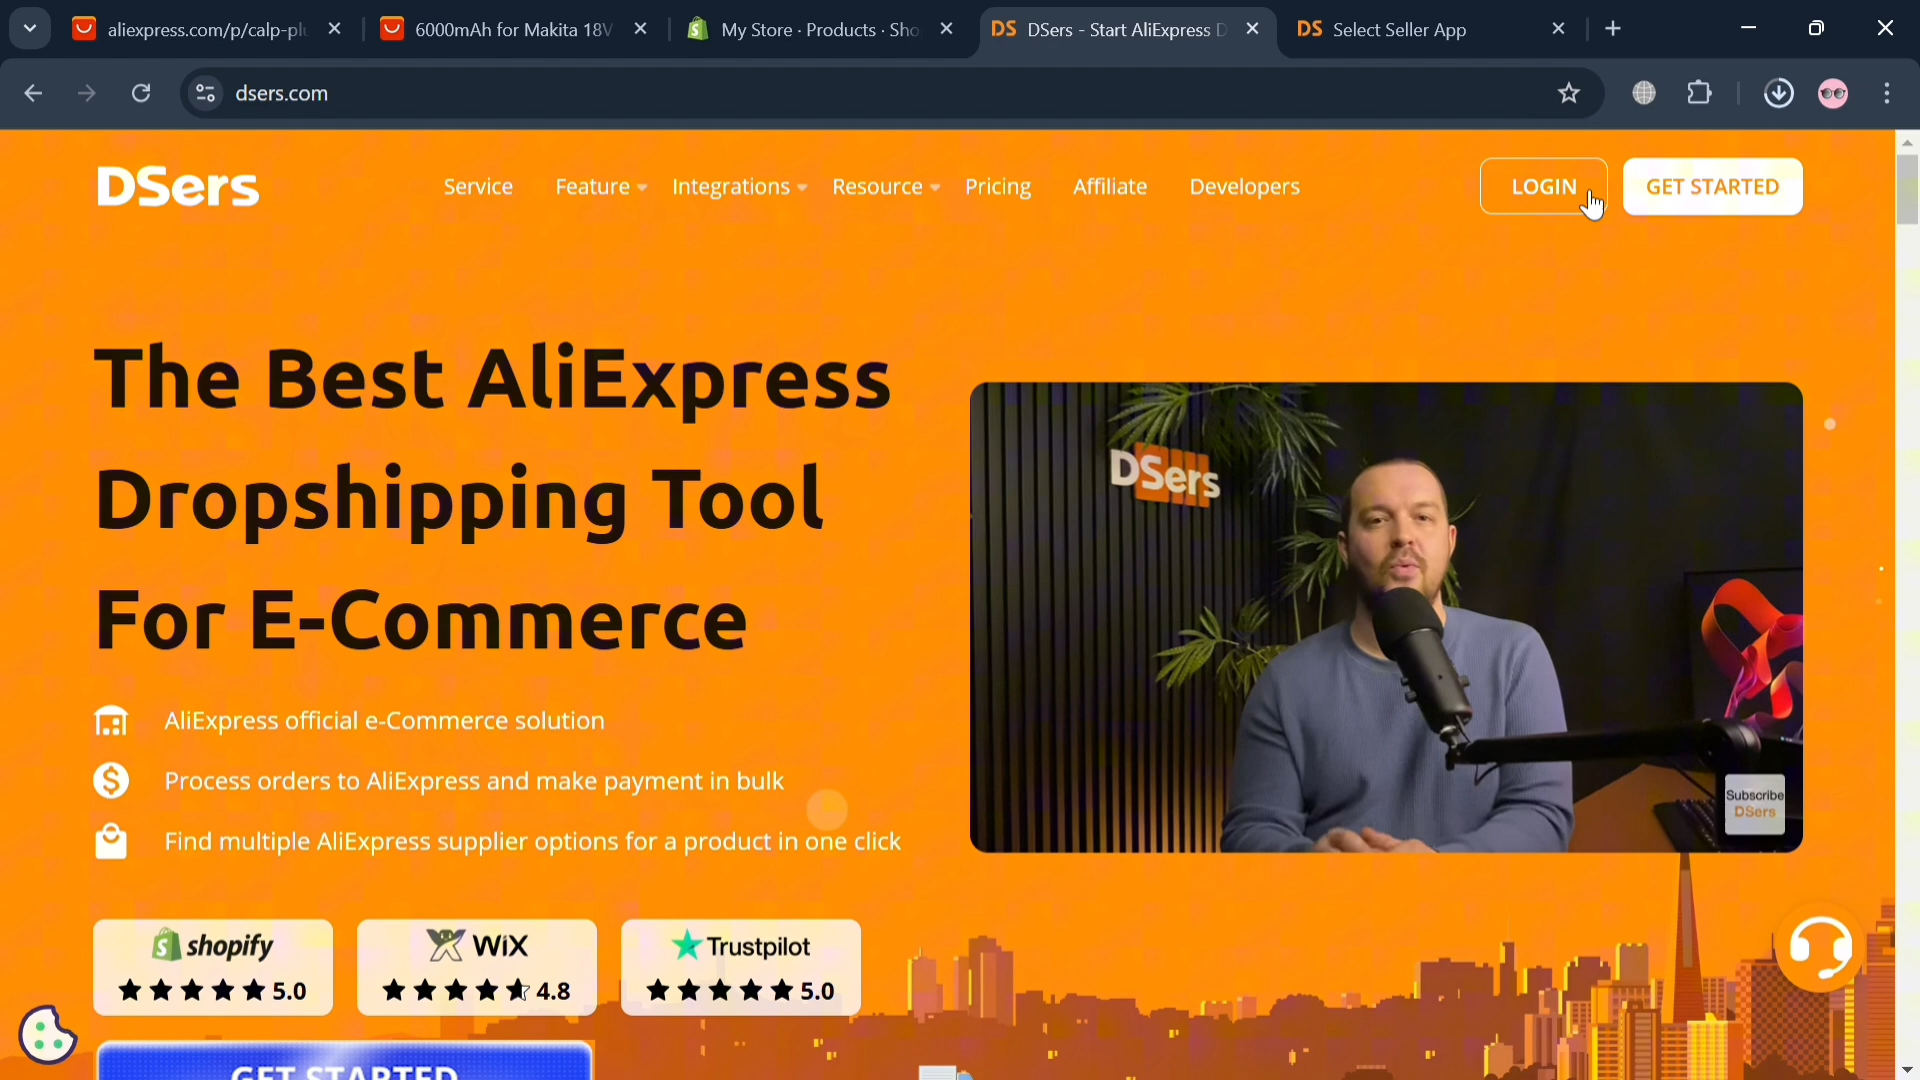 aliexpress.com/p/calp-pl
6000mAh for Makita 18V
My Store · Products · Sho
DSers - Start AliExpress D
Select Seller App
dsers.com
DSers
Service
Feature
Integrations
Resource
Pricing
Affiliate
Developers
LOGIN
GET STARTED
The Best AliExpress
Dropshipping Tool
For E-Commerce
AliExpress official e-Commerce solution
Process orders to AliExpress and make payment in bulk
Find multiple AliExpress supplier options for a product in one click
DSers
Subscribe
DSers
shopify
5.0
WiX
4.8
Trustpilot
5.0
GET STARTED